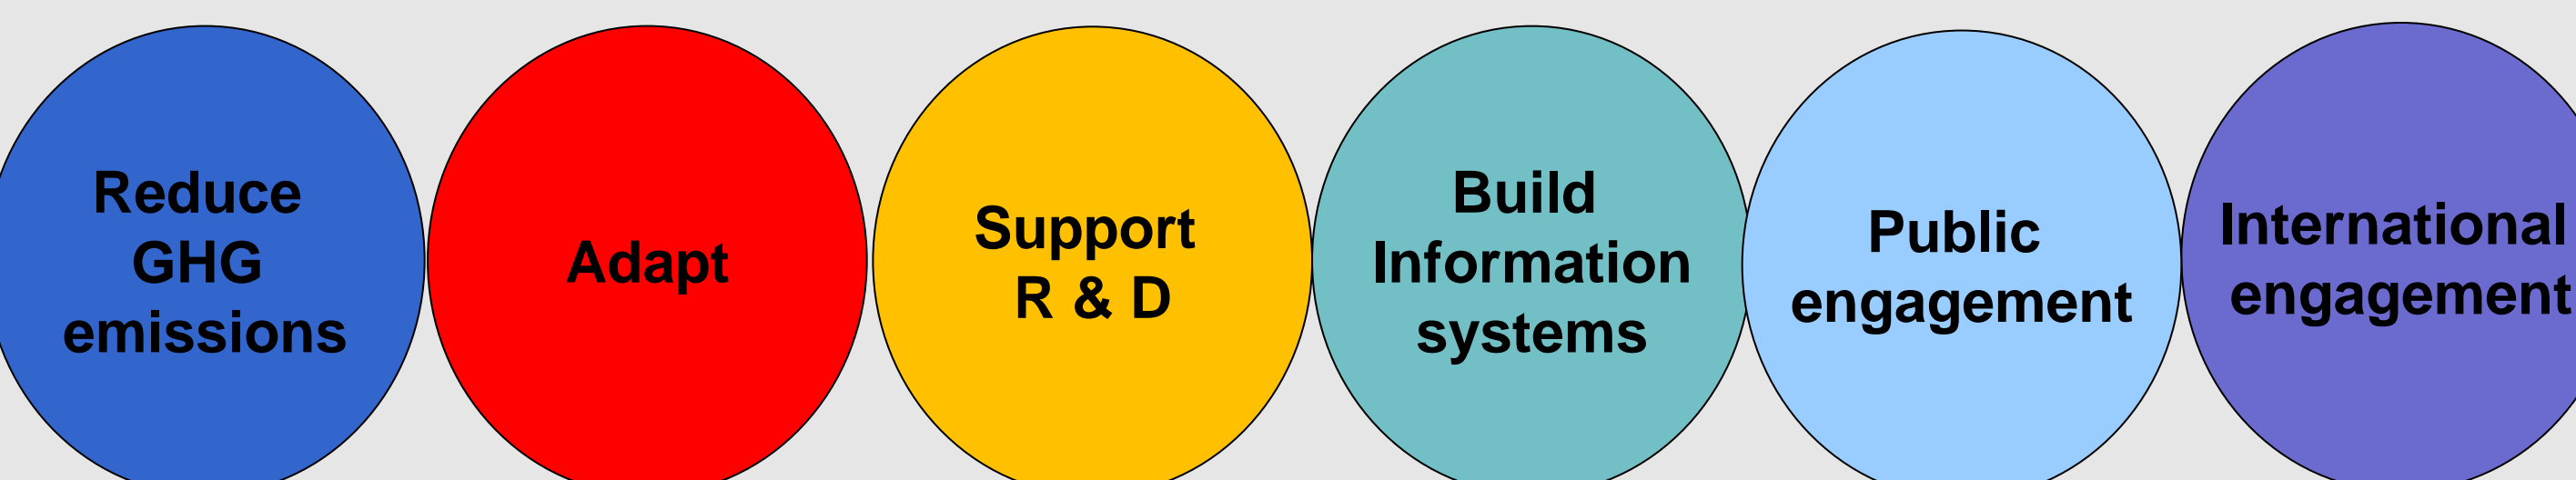 Reduce
GHG
emissions
Adapt
Support
R & D
Build
Information
systems
Public
engagement
International
engagement